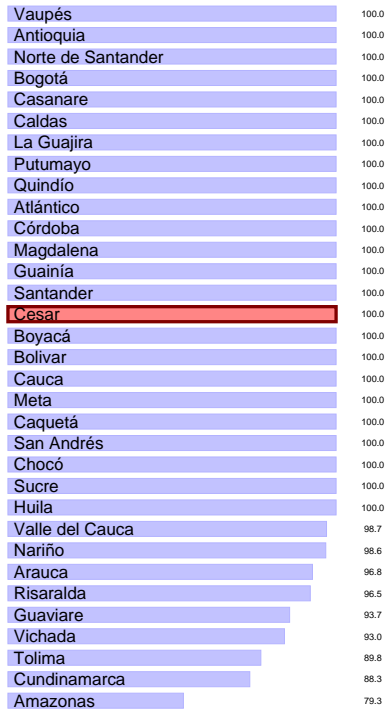 Vaupés 100.0
Antioquia 100.0
Norte de Santander 100.0
Bogotá 100.0
Casanare 100.0
Caldas 100.0
La Guajira 100.0
Putumayo 100.0
Quindío 100.0
Atlántico 100.0
Córdoba 100.0
Magdalena 100.0
Guainía 100.0
Santander 100.0
Cesar 100.0
Boyacá 100.0
Bolivar 100.0
Cauca 100.0
Meta 100.0
Caquetá 100.0
San Andrés 100.0
Chocó 100.0
Sucre 100.0
Huila 100.0
Valle del Cauca 98.7
Nariño 98.6
Arauca 96.8
Risaralda 96.5
Guaviare 93.7
Vichada 93.0
Tolima 89.8
Cundinamarca 88.3
Amazonas 79.3